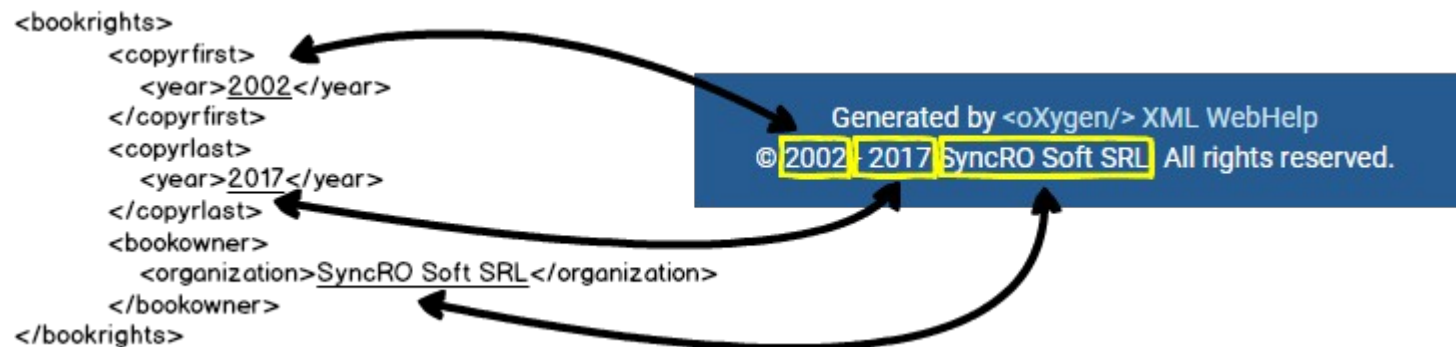 <bookrights>
<copyrfirst>
<year>2002</year>
</copyrfirst>
<copyrlast>
<year>2017</year>
</copyrlast>
<bookowner>
<organization>SyncRO Soft SRL</organization>
</bookowner>
</bookrights>
Generated by <oXygen/> XML WebHelp
© 2002 - 2017 SyncRO Soft SRL. All rights reserved.